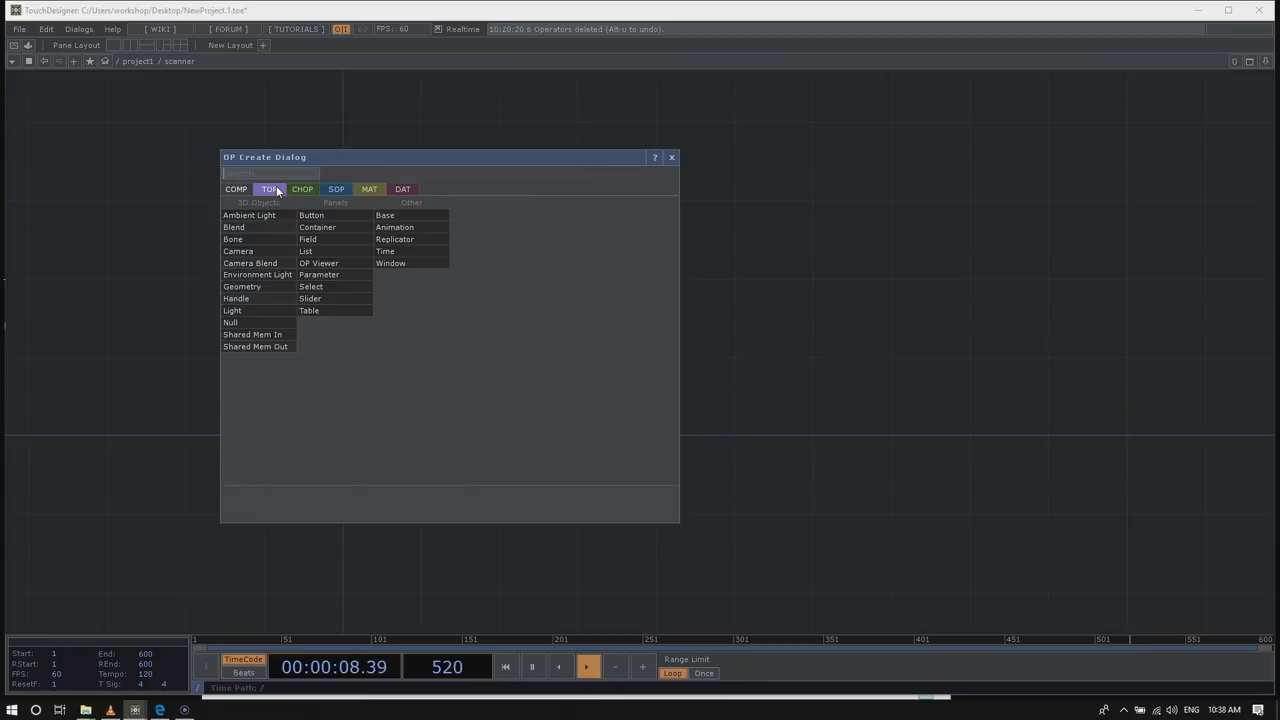 TouchDesigner: C:/Users/workshop/Desktop/NewProject.1.toe*
File Edit Dialogs Help [ WIKI ] [ FORUM ] [ TUTORIALS ] O|I FPS: 60 Realtime 10:20:20 6 Operators deleted (Alt-u to undo).
Pane Layout New Layout +
/ project1 / scanner 0
OP Create Dialog ? x
COMP TOP CHOP SOP MAT DAT
3D Objects Panels Other
Ambient Light Button Base
Blend Container Animation
Bone Field Replicator
Camera List Time
Camera Blend OP Viewer Window
Environment Light Parameter
Geometry Select
Handle Slider
Light Table
Null
Shared Mem In
Shared Mem Out
1 51 101 151 201 251 301 351 401 451 501 551 600
Start: 1 End: 600
RStart: 1 REnd: 600
FPS: 60 Tempo: 120
ResetF: 1 T Sig: 4 4
TimeCode
Beats
00:00:08.39 520
Range Limit
Loop Once
/ Time Path: /
10:38 AM